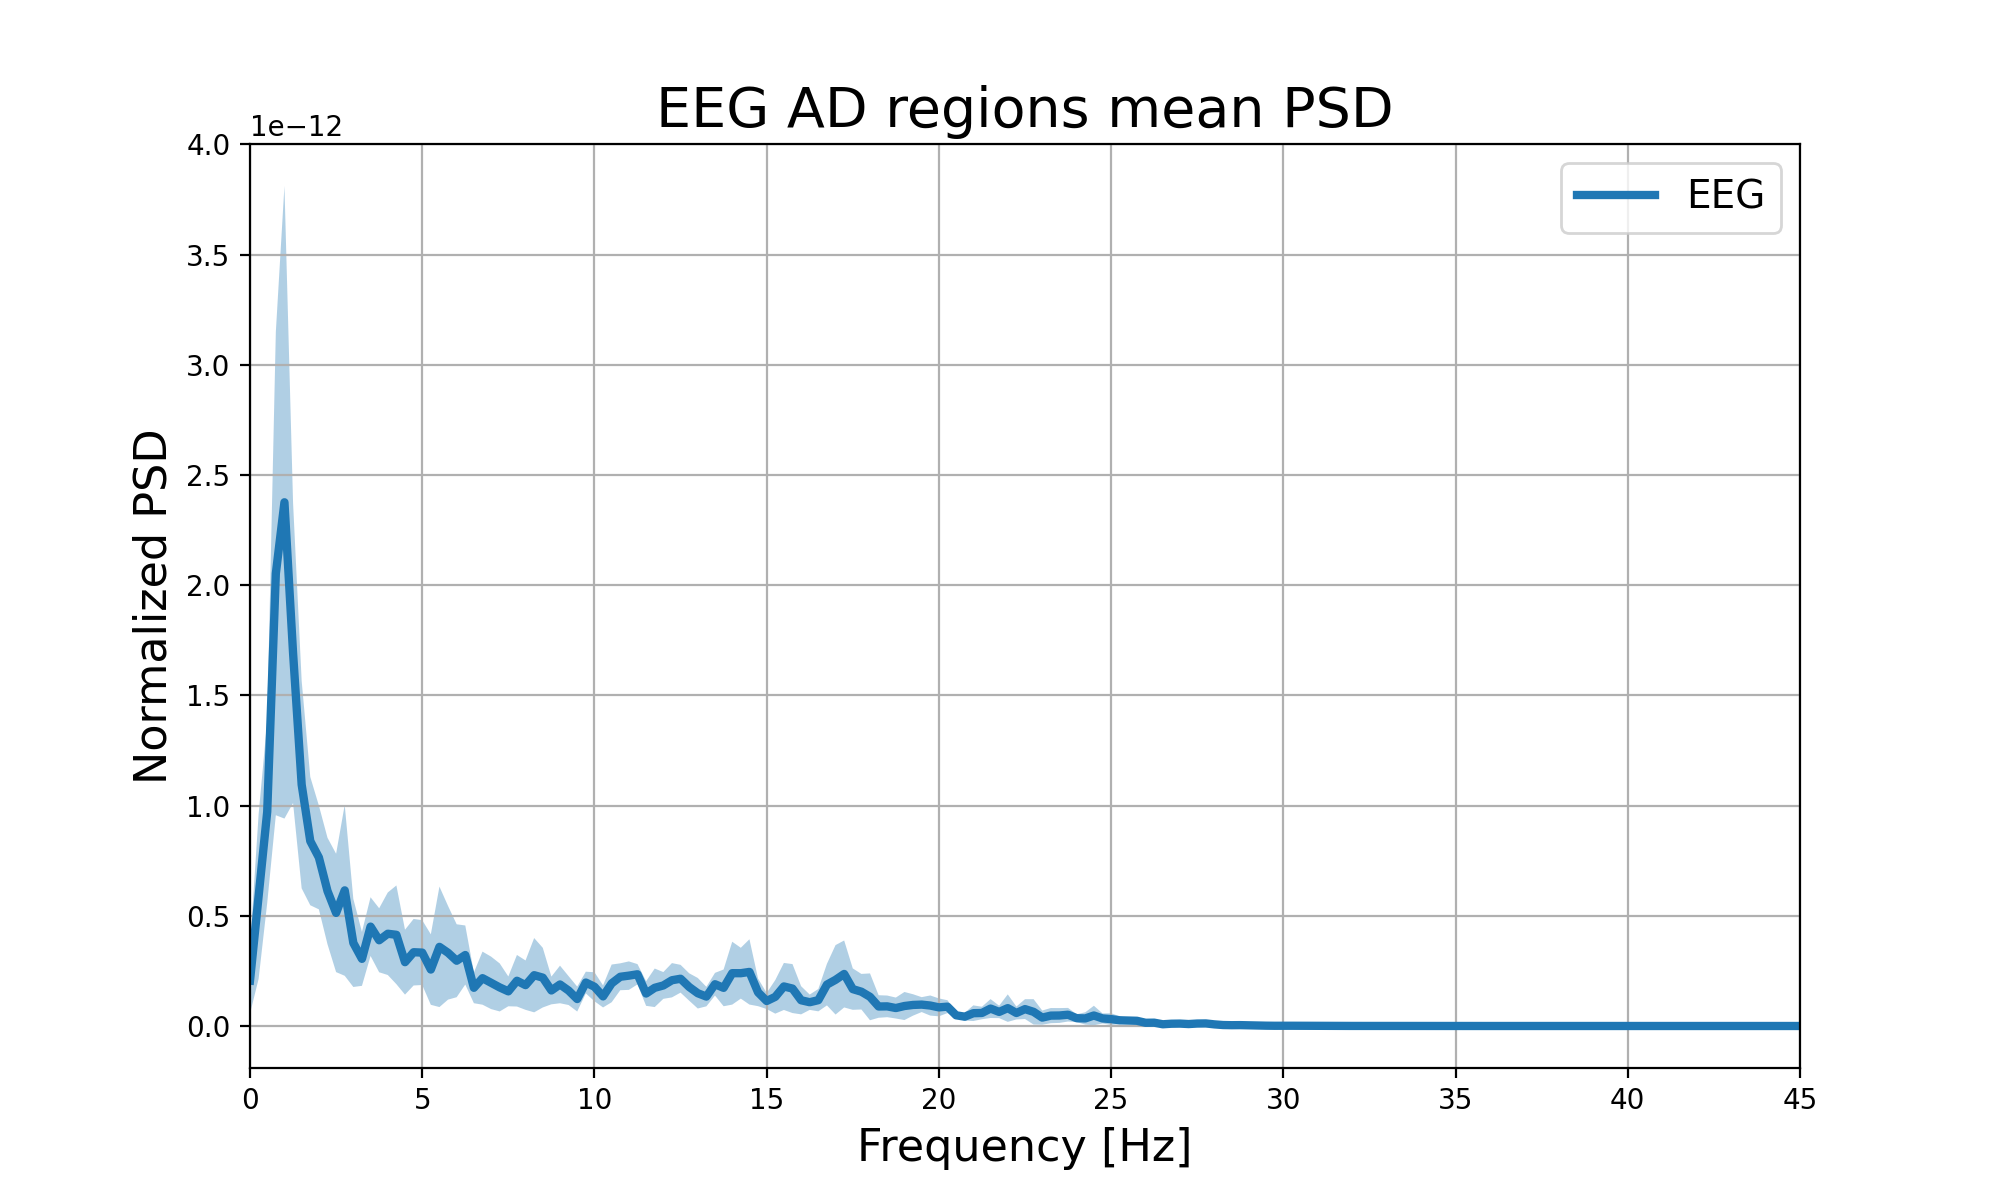 EEG AD regions mean PSD
1e−12
4.0
3.5
3.0
2.5
2.0
1.5
1.0
0.5
0.0
Normalized PSD
EEG
0 5 10 15 20 25 30 35 40 45
Frequency [Hz]